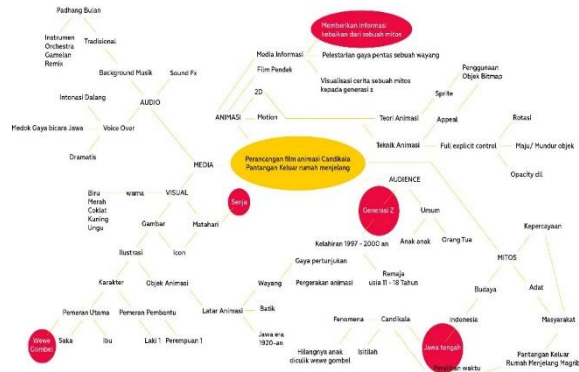 Padhang Bulan
Instrumen
Orchestra
Gamelan
Remix
Tradisional
Background Musik
Sound Fx
Intonasi Dalang
AUDIO
Medok Gaya bicara Jawa
Voice Over
Dramatis
MEDIA
Memberikan informasi
kebaikan dari sebuah mitos
Media Informasi
Pelestarian gaya pentas sebuah wayang
Film Pendek
Visualisasi cerita sebuah mitos
kepada generasi z
2D
ANIMASI
Motion
Penggunaan
Objek Bitmap
Sprite
Teori Animasi
Appeal
Teknik Animasi
Full explicit control
Rotasi
Maju/ Mundur objek
Opacity dll
Perancangan film animasi Candikala
Pantangan Keluar rumah menjelang
Biru
Merah
Coklat
Kuning
Ungu
warna
VISUAL
Senja
Gambar
Matahari
Icon
Ilustrasi
Karakter
Objek Animasi
Pemeran Utama
Pemeran Pembantu
Wewe
Gombel
Saka
Ibu
Laki 1
Perempuan 1
Latar Animasi
Wayang
Gaya pertunjukan
Pergerakan animasi
Batik
Jawa era
1920-an
AUDIENCE
Generasi Z
Umum
Kelahiran 1997 - 2000 an
Anak anak
Orang Tua
Remaja
usia 11 - 18 Tahun
Kepercayaan
MITOS
Budaya
Adat
Indonesia
Masyarakat
Fenomena
Candikala
Jawa tengah
Hilangnya anak
diculik wewe gombel
Isitilah
Peralihan waktu
Pantangan Keluar
Rumah Menjelang Magrib